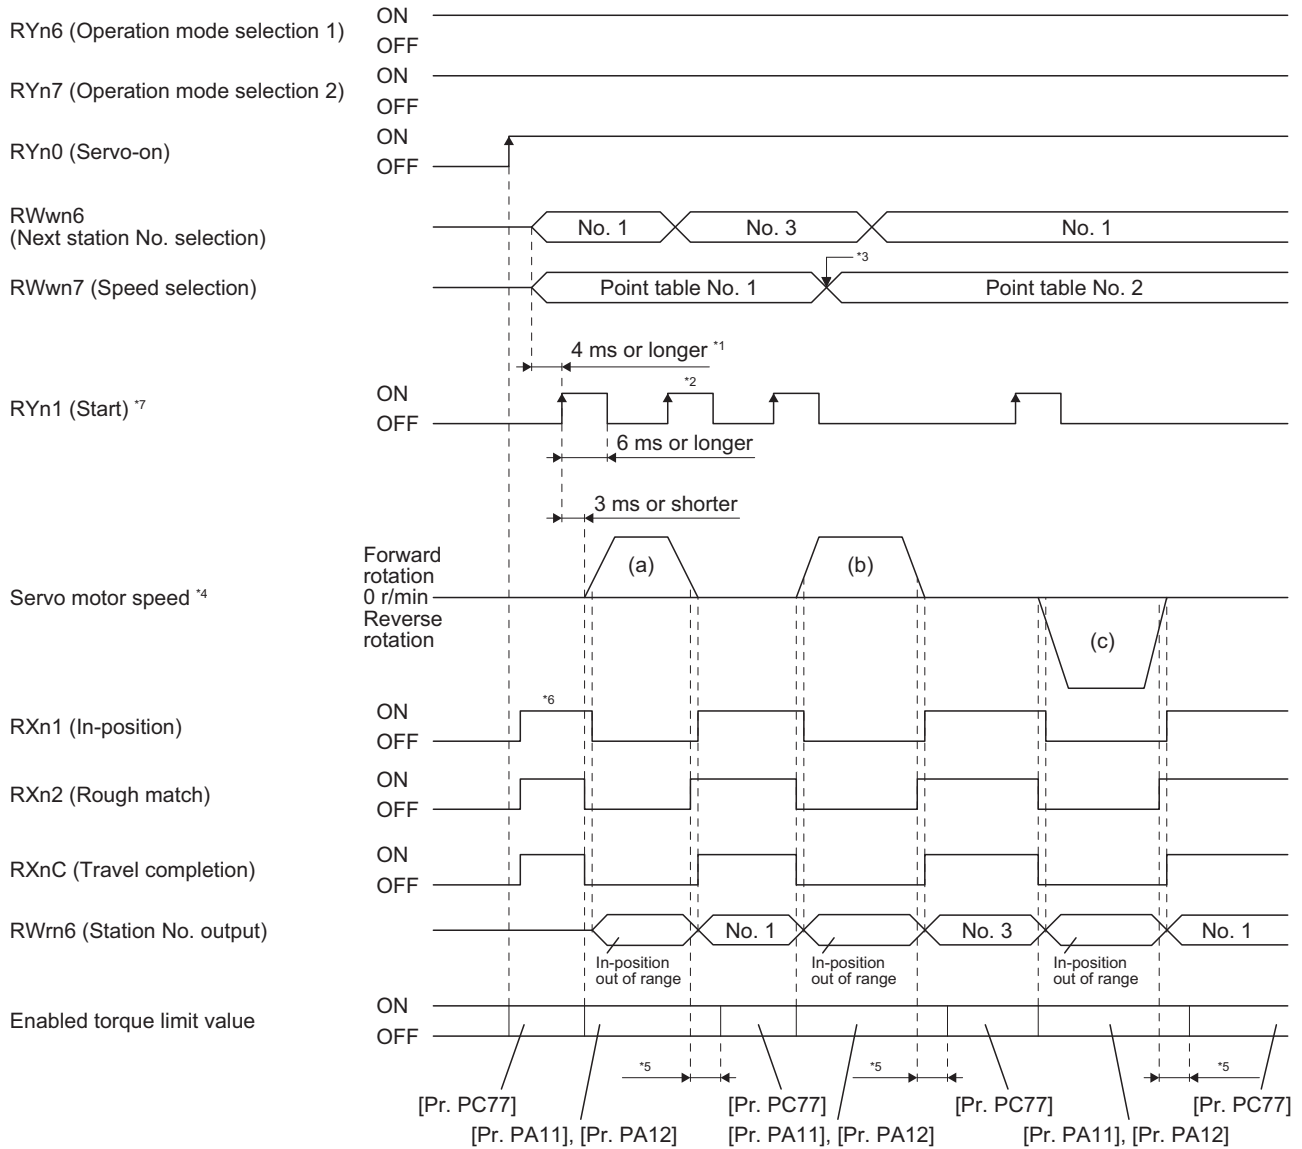 ON
RYn6 (Operation mode selection 1)
OFF
ON
RYn7 (Operation mode selection 2)
OFF
ON
RYn0 (Servo-on)
OFF
RWwn6
(Next station No. selection)
No. 1
No. 3
No. 1
*3
RWwn7 (Speed selection)
Point table No. 1
Point table No. 2
4 ms or longer *1
ON
*2
RYn1 (Start) *7
OFF
6 ms or longer
3 ms or shorter
Forward
rotation
0 r/min
Reverse
rotation
Servo motor speed *4
(a)
(b)
(c)
*6
ON
RXn1 (In-position)
OFF
ON
RXn2 (Rough match)
OFF
ON
RXnC (Travel completion)
OFF
RWrn6 (Station No. output)
No. 1
No. 3
No. 1
In-position
out of range
In-position
out of range
In-position
out of range
ON
Enabled torque limit value
OFF
*5
*5
*5
[Pr. PC77]
[Pr. PC77]
[Pr. PC77]
[Pr. PC77]
[Pr. PA11], [Pr. PA12]
[Pr. PA11], [Pr. PA12]
[Pr. PA11], [Pr. PA12]